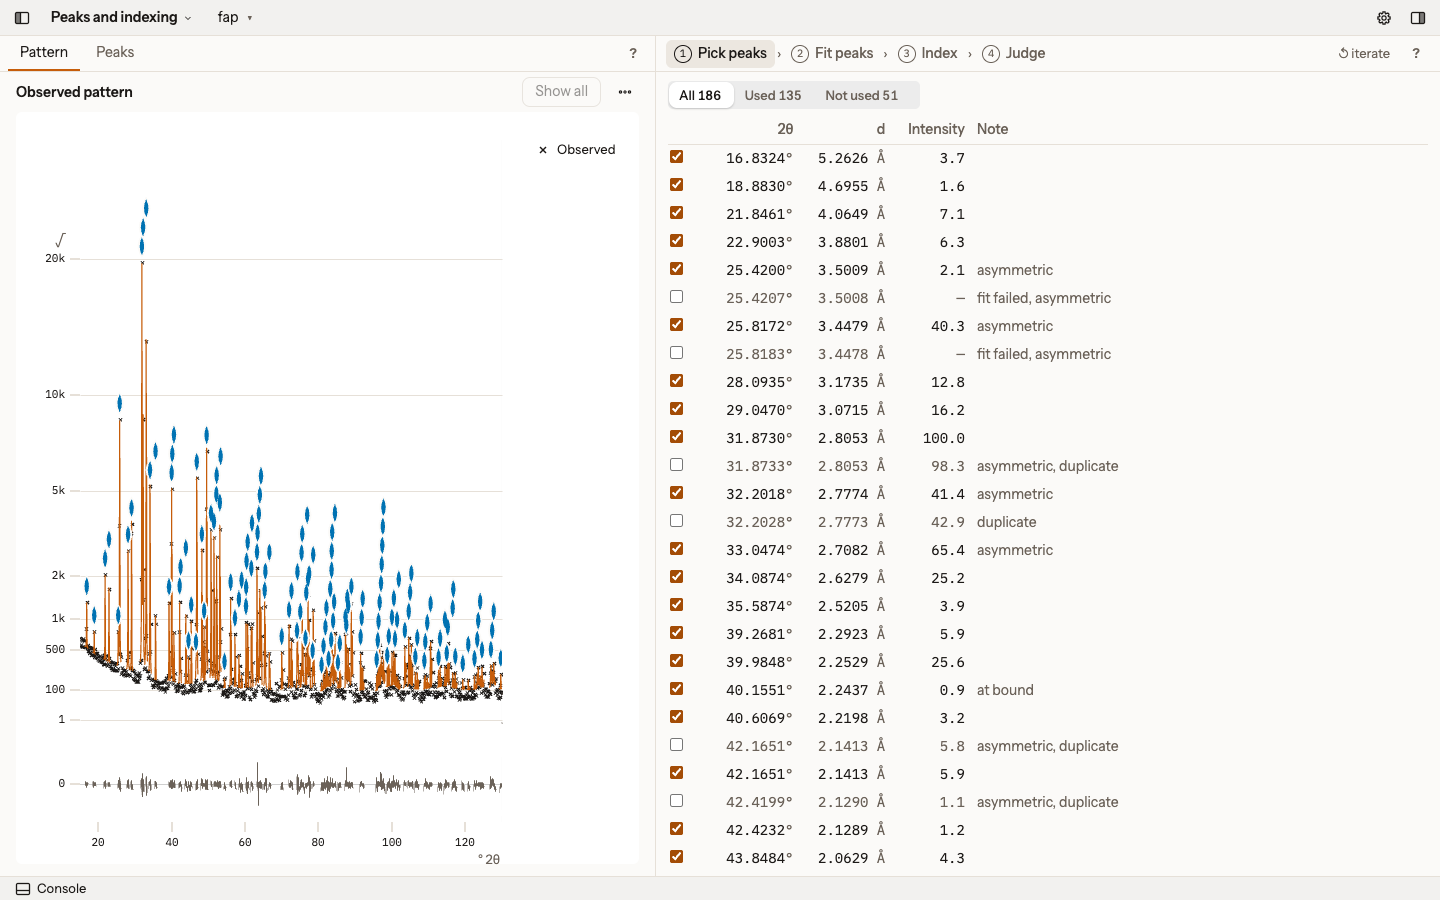 Peaks and indexing
fap
Pattern
Peaks
?
1 Pick peaks › 2 Fit peaks › 3 Index › 4 Judge
iterate
?
Observed pattern
Show all
All 186
Used 135
Not used 51
2θ d Intensity Note
× Observed
√
20k
10k
5k
2k
1k
500
100
1
0
20 40 60 80 100 120
°2θ
16.8324° 5.2626 Å 3.7
18.8830° 4.6955 Å 1.6
21.8461° 4.0649 Å 7.1
22.9003° 3.8801 Å 6.3
25.4200° 3.5009 Å 2.1 asymmetric
25.4207° 3.5008 Å — fit failed, asymmetric
25.8172° 3.4479 Å 40.3 asymmetric
25.8183° 3.4478 Å — fit failed, asymmetric
28.0935° 3.1735 Å 12.8
29.0470° 3.0715 Å 16.2
31.8730° 2.8053 Å 100.0
31.8733° 2.8053 Å 98.3 asymmetric, duplicate
32.2018° 2.7774 Å 41.4 asymmetric
32.2028° 2.7773 Å 42.9 duplicate
33.0474° 2.7082 Å 65.4 asymmetric
34.0874° 2.6279 Å 25.2
35.5874° 2.5205 Å 3.9
39.2681° 2.2923 Å 5.9
39.9848° 2.2529 Å 25.6
40.1551° 2.2437 Å 0.9 at bound
40.6069° 2.2198 Å 3.2
42.1651° 2.1413 Å 5.8 asymmetric, duplicate
42.1651° 2.1413 Å 5.9
42.4199° 2.1290 Å 1.1 asymmetric, duplicate
42.4232° 2.1289 Å 1.2
43.8484° 2.0629 Å 4.3
Console